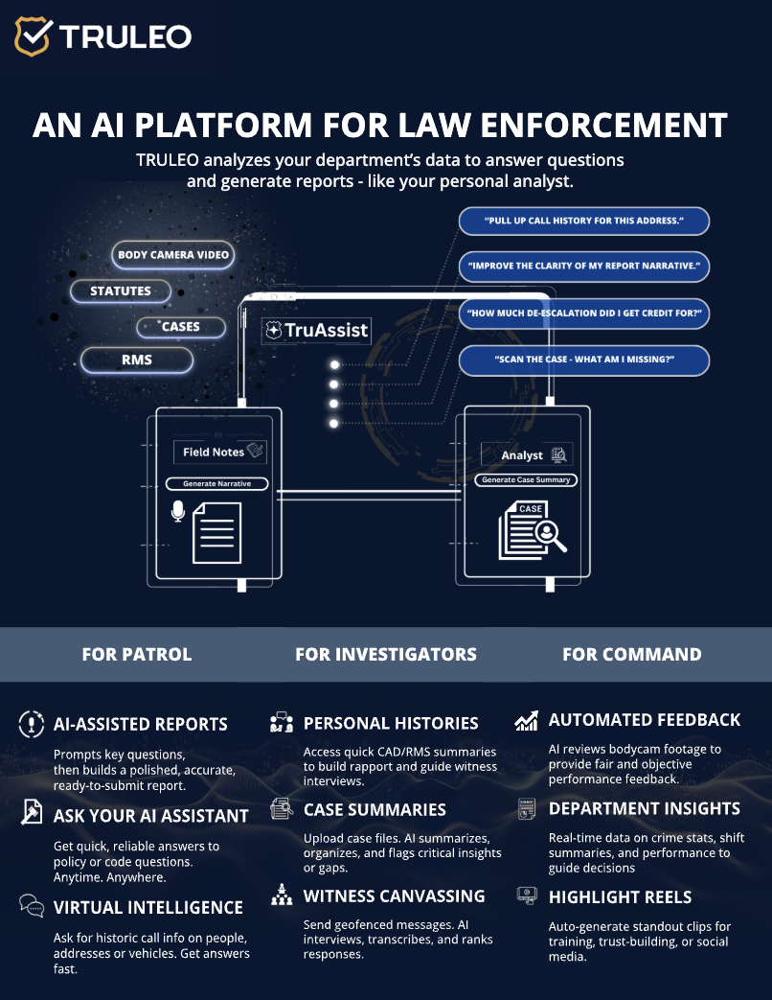 TRULEO
AN AI PLATFORM FOR LAW ENFORCEMENT
TRULEO analyzes your department's data to answer questions
and generate reports - like your personal analyst.
BODY CAMERA VIDEO
STATUTES
CASES
RMS
"PULL UP CALL HISTORY FOR THIS ADDRESS."
"IMPROVE THE CLARITY OF MY REPORT NARRATIVE."
"HOW MUCH DE-ESCALATION DID I GET CREDIT FOR?"
"SCAN THE CASE - WHAT AM I MISSING?"
TruAssist
Field Notes
Generate Narrative
Analyst
Generate Case Summary
CASE
FOR PATROL
AI-ASSISTED REPORTS
Prompts key questions,
then builds a polished, accurate,
ready-to-submit report.
ASK YOUR AI ASSISTANT
Get quick, reliable answers to
policy or code questions.
Anytime. Anywhere.
VIRTUAL INTELLIGENCE
Ask for historic call info on people,
addresses or vehicles. Get answers
fast.
FOR INVESTIGATORS
PERSONAL HISTORIES
Access quick CAD/RMS summaries
to build rapport and guide witness
interviews.
CASE SUMMARIES
Upload case files. AI summarizes,
organizes, and flags critical insights
or gaps.
WITNESS CANVASSING
Send geofenced messages. AI
interviews, transcribes, and ranks
responses.
FOR COMMAND
AUTOMATED FEEDBACK
AI reviews bodycam footage to
provide fair and objective
performance feedback.
DEPARTMENT INSIGHTS
Real-time data on crime stats, shift
summaries, and performance to
guide decisions
HIGHLIGHT REELS
Auto-generate standout clips for
training, trust-building, or social
media.